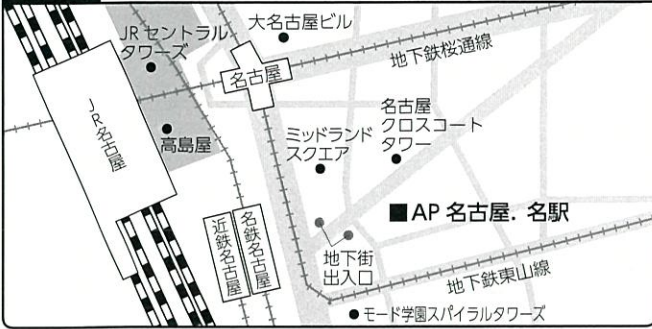 JRセントラル
タワーズ
大名古屋ビル
地下鉄桜通線
名古屋
JR名古屋
高島屋
ミッドランド
スクエア
名古屋
クロスコート
タワー
■AP 名古屋. 名駅
近鉄名古屋
名鉄名古屋
地下街
出入口
地下鉄東山線
モード学園スパイラルタワーズ